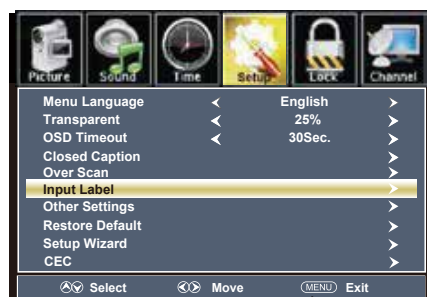 Picture Sound Time Setup Lock Channel
Menu Language English
Transparent 25%
OSD Timeout 30Sec.
Closed Caption
Over Scan
Input Label
Other Settings
Restore Default
Setup Wizard
CEC
Select Move MENU Exit